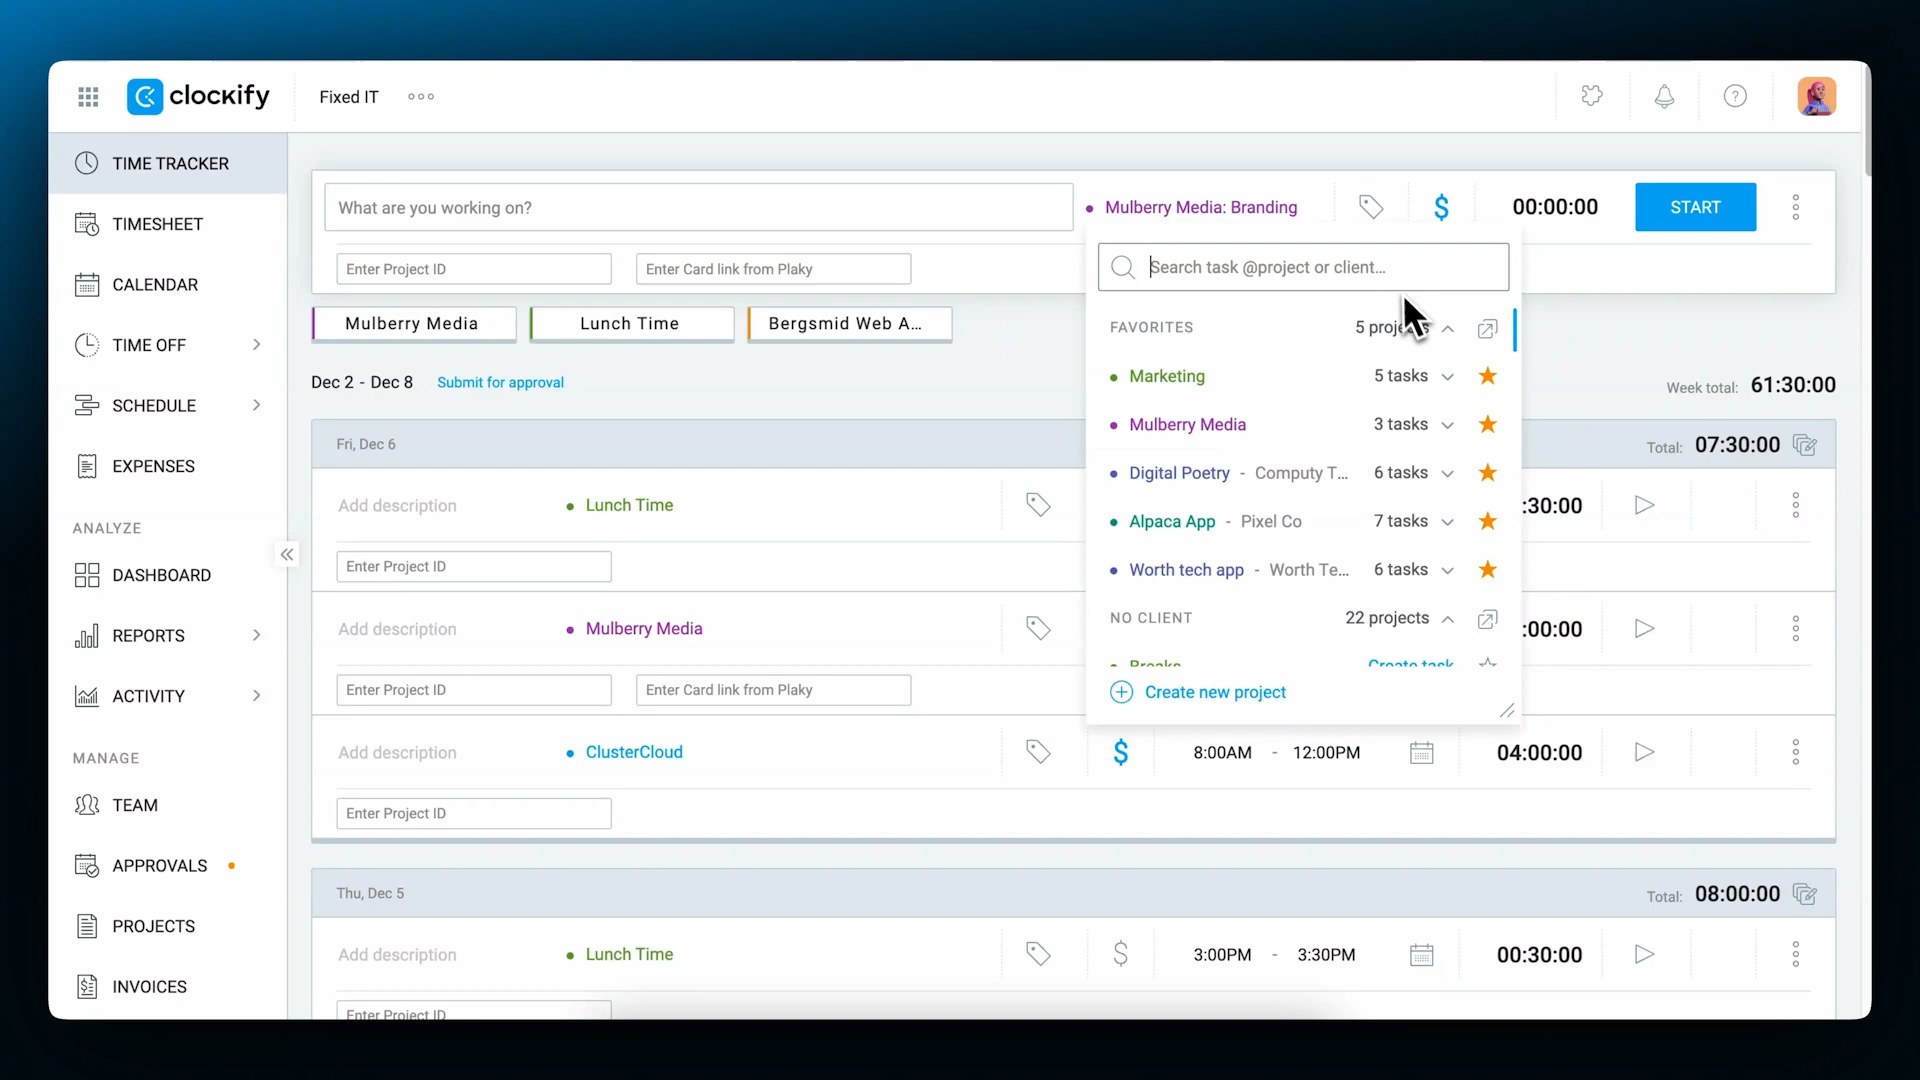 clockify
Fixed IT
TIME TRACKER
TIMESHEET
CALENDAR
TIME OFF
SCHEDULE
EXPENSES
ANALYZE
DASHBOARD
REPORTS
ACTIVITY
MANAGE
TEAM
APPROVALS
PROJECTS
INVOICES
What are you working on?
Mulberry Media: Branding
00:00:00
START
Enter Project ID
Enter Card link from Plaky
Mulberry Media
Lunch Time
Bergsmid Web A...
Dec 2 - Dec 8
Submit for approval
Week total: 61:30:00
Search task @project or client...
FAVORITES
5 projects
Marketing
5 tasks
Mulberry Media
3 tasks
Digital Poetry - Computy T...
6 tasks
Alpaca App - Pixel Co
7 tasks
Worth tech app - Worth Te...
6 tasks
NO CLIENT
22 projects
Breaks
Create task
Create new project
Fri, Dec 6
Total: 07:30:00
Add description
Lunch Time
:30:00
Enter Project ID
Add description
Mulberry Media
:00:00
Enter Project ID
Enter Card link from Plaky
Add description
ClusterCloud
$
8:00AM - 12:00PM
04:00:00
Enter Project ID
Thu, Dec 5
Total: 08:00:00
Add description
Lunch Time
$
3:00PM - 3:30PM
00:30:00
Enter Project ID